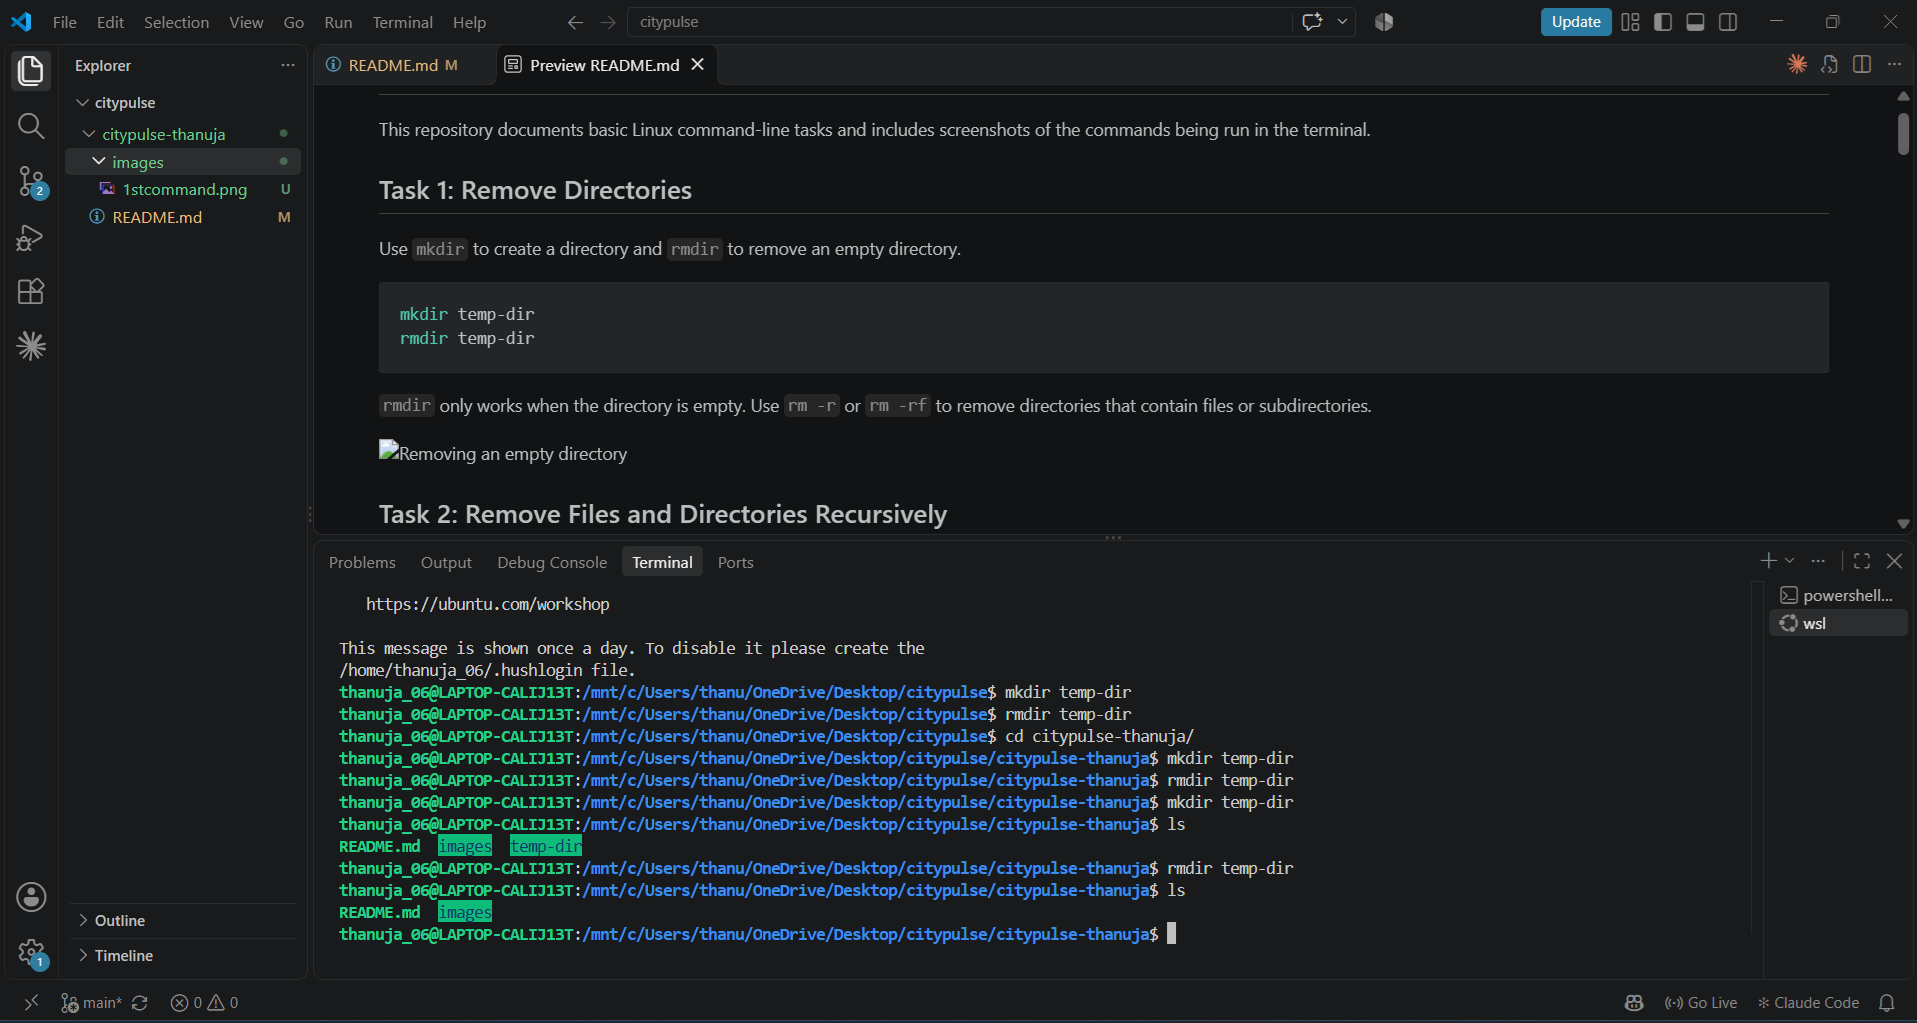 File Edit Selection View Go Run Terminal Help
citypulse
Update
Explorer
citypulse
citypulse-thanuja
images
1stcommand.png U
README.md M
Outline
Timeline
README.md M
Preview README.md
This repository documents basic Linux command-line tasks and includes screenshots of the commands being run in the terminal.
Task 1: Remove Directories
Use mkdir to create a directory and rmdir to remove an empty directory.
mkdir temp-dir
rmdir temp-dir
rmdir only works when the directory is empty. Use rm -r or rm -rf to remove directories that contain files or subdirectories.
Removing an empty directory
Task 2: Remove Files and Directories Recursively
Problems Output Debug Console Terminal Ports
https://ubuntu.com/workshop
This message is shown once a day. To disable it please create the
/home/thanuja_06/.hushlogin file.
thanuja_06@LAPTOP-CALIJ13T:/mnt/c/Users/thanu/OneDrive/Desktop/citypulse$ mkdir temp-dir
thanuja_06@LAPTOP-CALIJ13T:/mnt/c/Users/thanu/OneDrive/Desktop/citypulse$ rmdir temp-dir
thanuja_06@LAPTOP-CALIJ13T:/mnt/c/Users/thanu/OneDrive/Desktop/citypulse$ cd citypulse-thanuja/
thanuja_06@LAPTOP-CALIJ13T:/mnt/c/Users/thanu/OneDrive/Desktop/citypulse/citypulse-thanuja$ mkdir temp-dir
thanuja_06@LAPTOP-CALIJ13T:/mnt/c/Users/thanu/OneDrive/Desktop/citypulse/citypulse-thanuja$ rmdir temp-dir
thanuja_06@LAPTOP-CALIJ13T:/mnt/c/Users/thanu/OneDrive/Desktop/citypulse/citypulse-thanuja$ mkdir temp-dir
thanuja_06@LAPTOP-CALIJ13T:/mnt/c/Users/thanu/OneDrive/Desktop/citypulse/citypulse-thanuja$ ls
README.md images temp-dir
thanuja_06@LAPTOP-CALIJ13T:/mnt/c/Users/thanu/OneDrive/Desktop/citypulse/citypulse-thanuja$ rmdir temp-dir
thanuja_06@LAPTOP-CALIJ13T:/mnt/c/Users/thanu/OneDrive/Desktop/citypulse/citypulse-thanuja$ ls
README.md images
thanuja_06@LAPTOP-CALIJ13T:/mnt/c/Users/thanu/OneDrive/Desktop/citypulse/citypulse-thanuja$
powershell...
wsl
2
1
main* 0 0
Go Live Claude Code